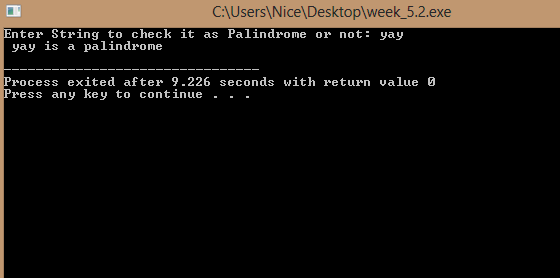 C:\Users\Nice\Desktop\week_5.2.exe
Enter String to check it as Palindrome or not: yay
 yay is a palindrome
--------------------------------
Process exited after 9.226 seconds with return value 0
Press any key to continue . . .